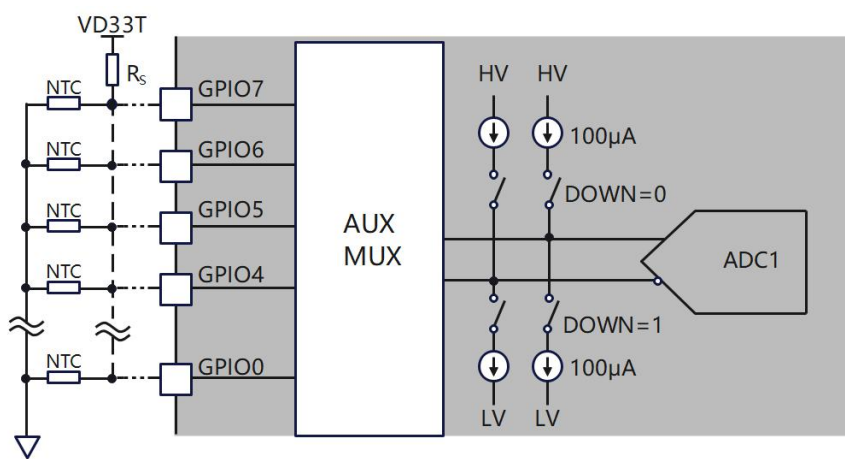 VD33T
R_S
NTC
GPIO7
HV HV
100μA
NTC
GPIO6
DOWN=0
NTC
GPIO5
AUX
MUX
ADC1
NTC
GPIO4
DOWN=1
NTC
GPIO0
100μA
LV LV